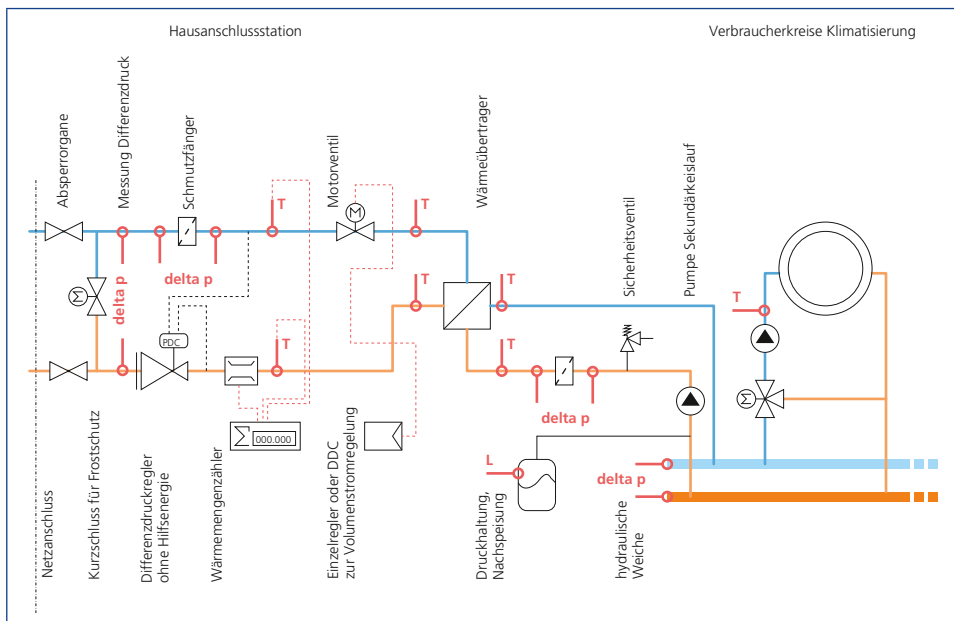 Hausanschlussstation
Verbraucherkreise Klimatisierung
Absperrorgane
Messung Differenzdruck
Schmutzfänger
Motorventil
Wärmeübertrager
Sicherheitsventil
Pumpe Sekundärkeislauf
T
M
T
delta p
delta p
M
PDC
T
T
T
T
delta p
T
M
000.000
L
delta p
Netzanschluss
Kurzschluss für Frostschutz
Differenzdruckregler
ohne Hilfsenergie
Wärmemengenzähler
Einzelregler oder DDC
zur Volumenstromregelung
Druckhaltung,
Nachspeisung
hydraulische
Weiche